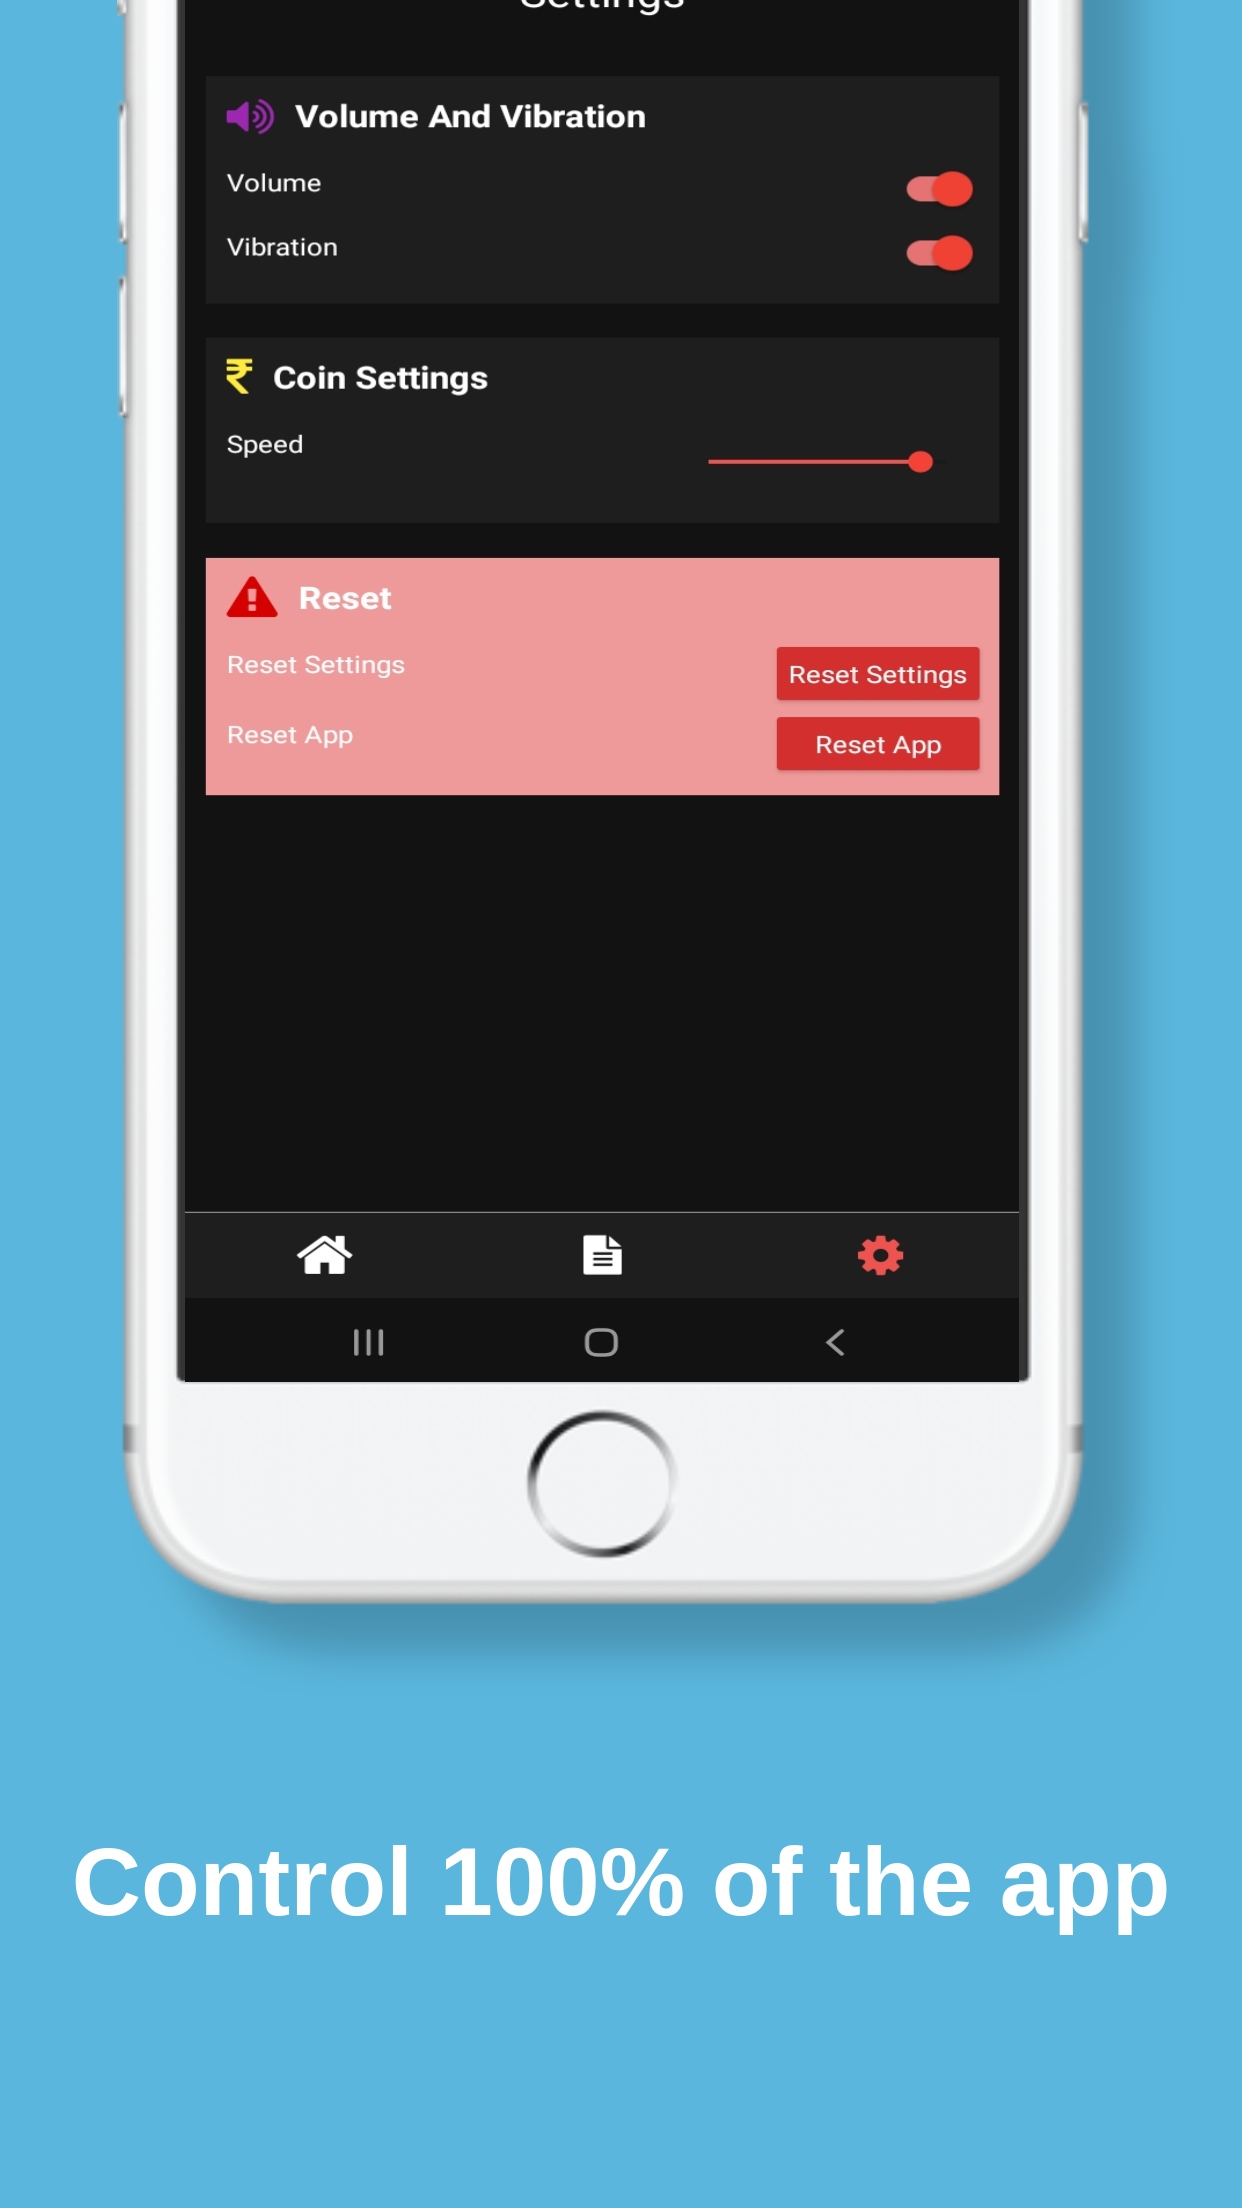 Settings
Volume And Vibration
Volume
Vibration
₹ Coin Settings
Speed
Reset
Reset Settings
Reset Settings
Reset App
Reset App
Control 100% of the app